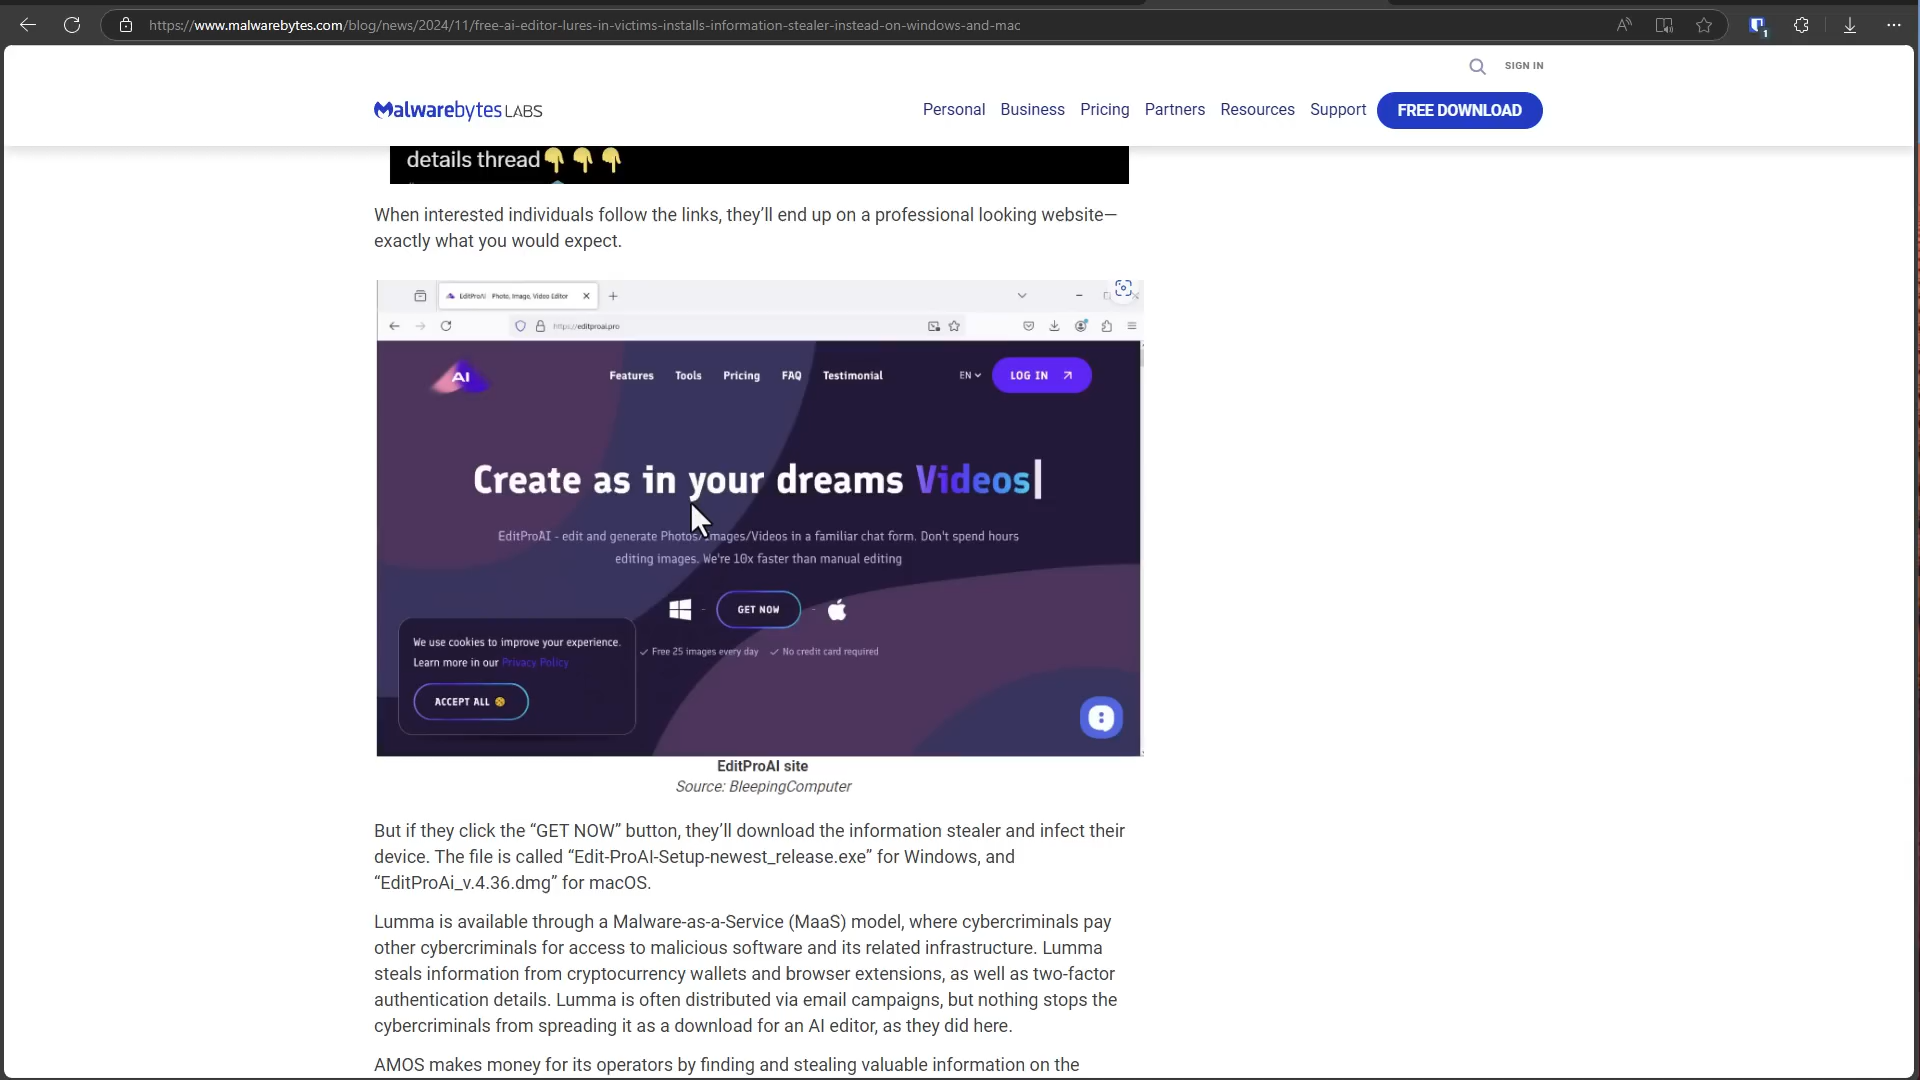 https://www.malwarebytes.com/blog/news/2024/11/free-ai-editor-lures-in-victims-installs-information-stealer-instead-on-windows-and-mac
1
SIGN IN
Malwarebytes LABS
Personal Business Pricing Partners Resources Support FREE DOWNLOAD
details thread👇👇👇
When interested individuals follow the links, they’ll end up on a professional looking website—
exactly what you would expect.
EditProAI Photo, Image, Video Editor
https://editproai.pro
AI Features Tools Pricing FAQ Testimonial EN LOG IN
Create as in your dreams Videos|
EditProAI - edit and generate Photos/Images/Videos in a familiar chat form. Don't spend hours
editing images. We're 10x faster than manual editing
- GET NOW -
Free 25 images every day No credit card required
We use cookies to improve your experience.
Learn more in our Privacy Policy
ACCEPT ALL 🍪
EditProAI site
Source: BleepingComputer
But if they click the “GET NOW” button, they’ll download the information stealer and infect their
device. The file is called “Edit-ProAI-Setup-newest_release.exe” for Windows, and
“EditProAi_v.4.36.dmg” for macOS.
Lumma is available through a Malware-as-a-Service (MaaS) model, where cybercriminals pay
other cybercriminals for access to malicious software and its related infrastructure. Lumma
steals information from cryptocurrency wallets and browser extensions, as well as two-factor
authentication details. Lumma is often distributed via email campaigns, but nothing stops the
cybercriminals from spreading it as a download for an AI editor, as they did here.
AMOS makes money for its operators by finding and stealing valuable information on the